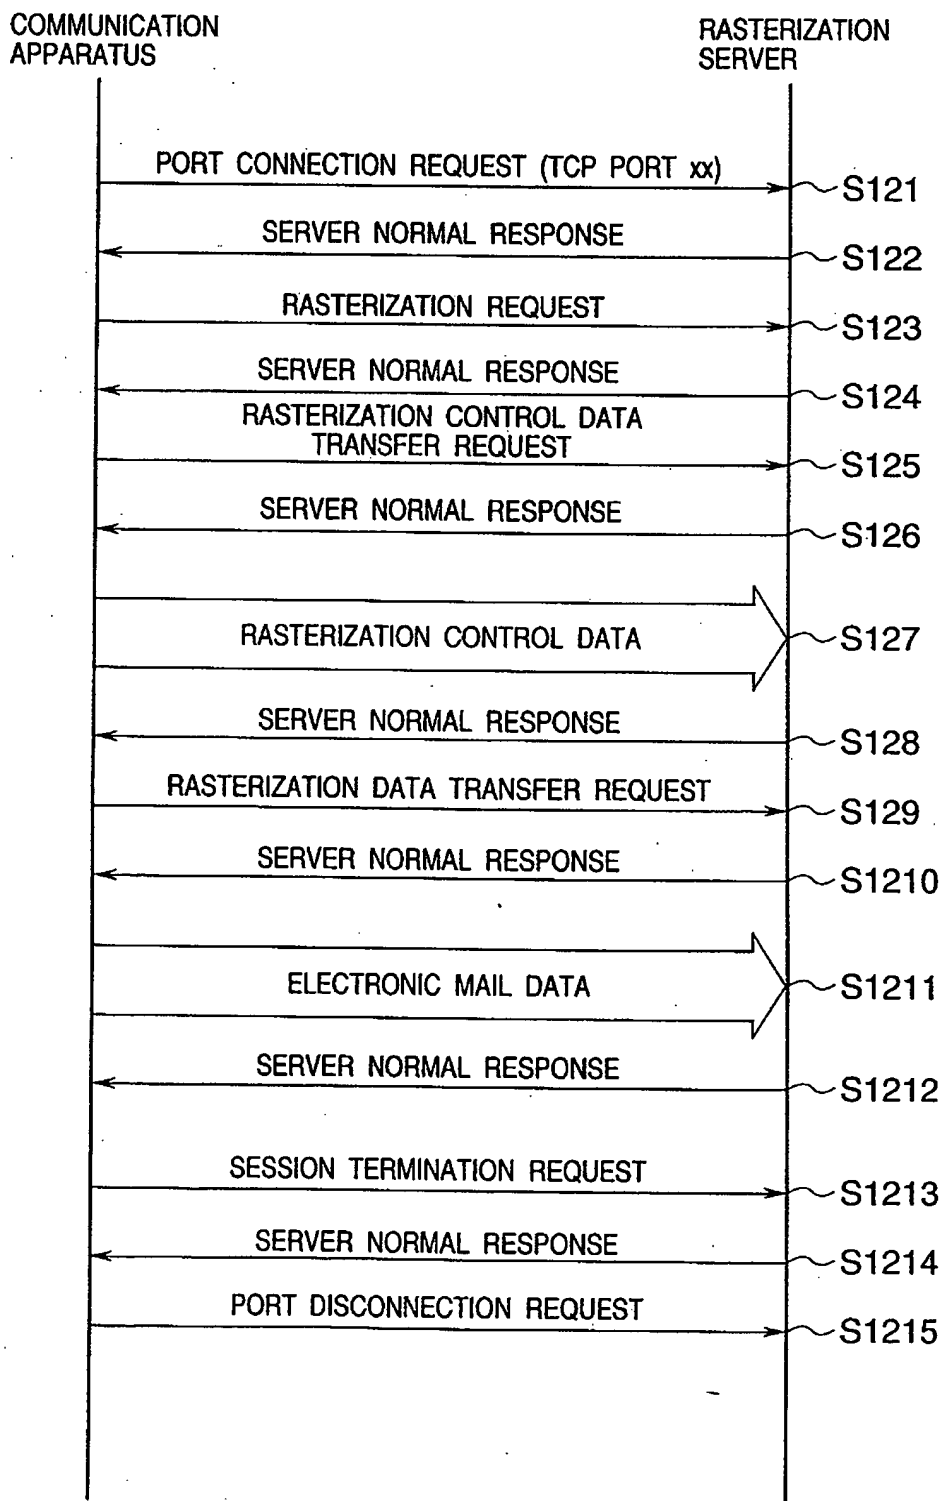 COMMUNICATION
APPARATUS
RASTERIZATION
SERVER
PORT CONNECTION REQUEST (TCP PORT xx)
S121
SERVER NORMAL RESPONSE
S122
RASTERIZATION REQUEST
S123
SERVER NORMAL RESPONSE
S124
RASTERIZATION CONTROL DATA
TRANSFER REQUEST
S125
SERVER NORMAL RESPONSE
S126
RASTERIZATION CONTROL DATA
S127
SERVER NORMAL RESPONSE
S128
RASTERIZATION DATA TRANSFER REQUEST
S129
SERVER NORMAL RESPONSE
S1210
ELECTRONIC MAIL DATA
S1211
SERVER NORMAL RESPONSE
S1212
SESSION TERMINATION REQUEST
S1213
SERVER NORMAL RESPONSE
S1214
PORT DISCONNECTION REQUEST
S1215